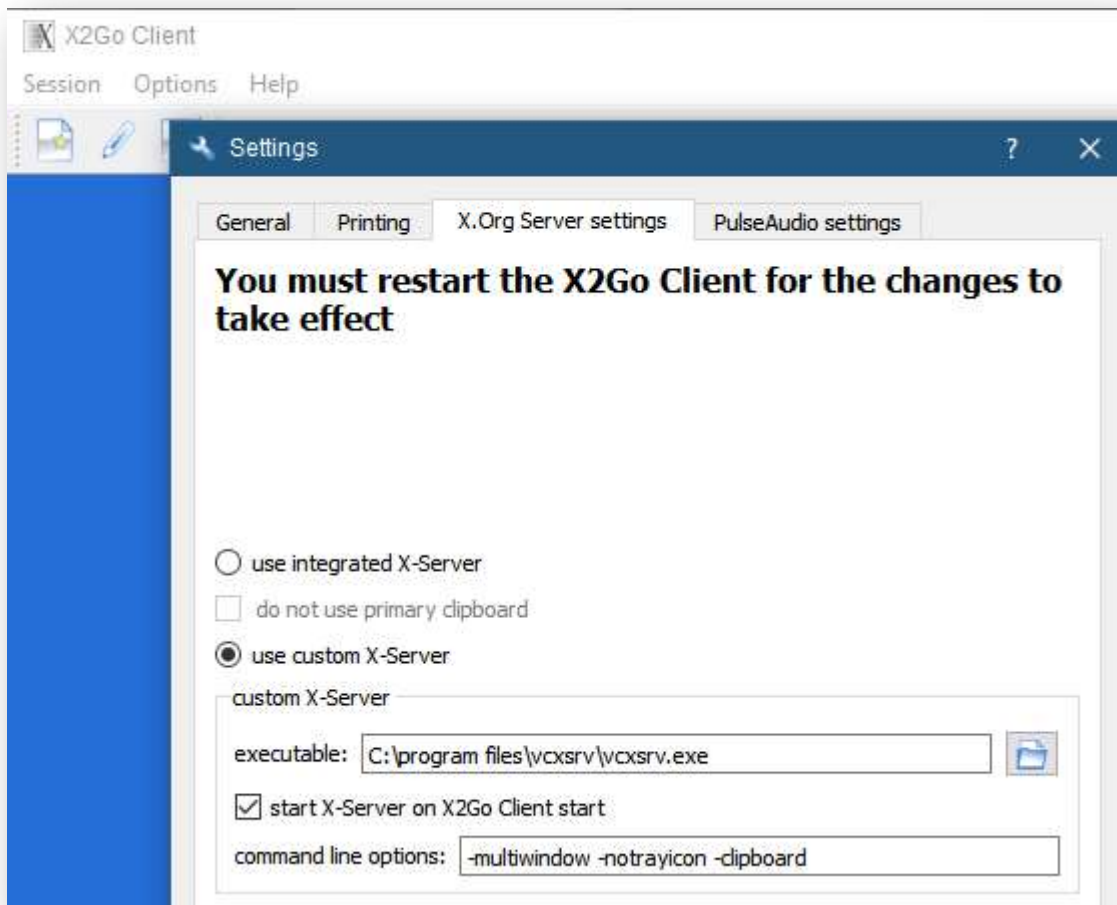 X2Go Client
Session Options Help
Settings ?
General Printing X.Org Server settings PulseAudio settings
You must restart the X2Go Client for the changes to
take effect
use integrated X-Server
do not use primary clipboard
use custom X-Server
custom X-Server
executable: C:\program files\vcxsrv\vcxsrv.exe
start X-Server on X2Go Client start
command line options: -multiwindow -notrayicon -clipboard